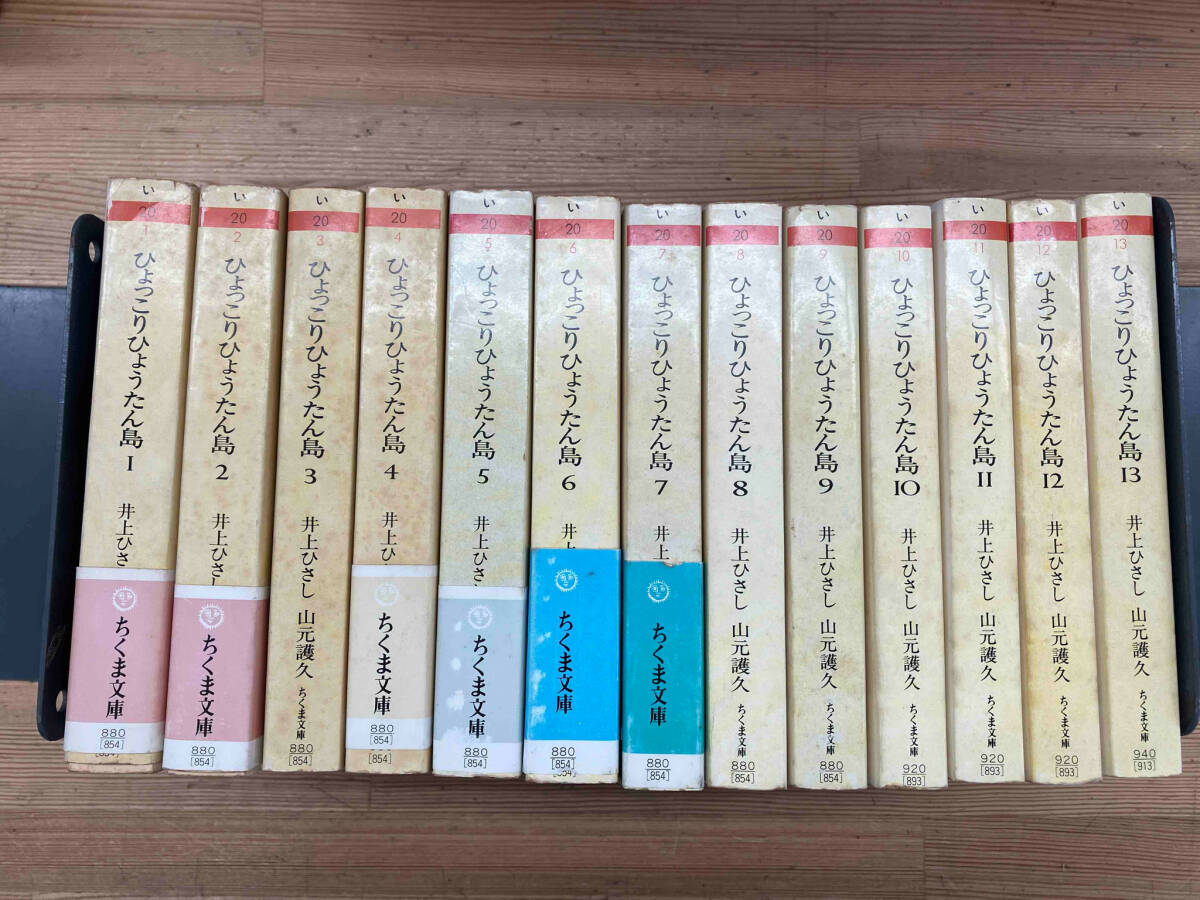 い
20
1
ひょっこりひょうたん島 1
井上ひさ
ちくま文庫
880
[854]
い
20
2
ひょっこりひょうたん島 2
井上ひさし
ちくま文庫
880
[854]
い
20
3
ひょっこりひょうたん島 3
井上ひさし 山元護久
ちくま文庫
880
[854]
い
20
4
ひょっこりひょうたん島 4
井上ひ
ちくま文庫
880
[854]
い
20
5
ひょっこりひょうたん島 5
井上ひさ
ちくま文庫
880
[854]
い
20
6
ひょっこりひょうたん島 6
井
ちくま文庫
880
[854]
い
20
7
ひょっこりひょうたん島 7
井上
ちくま文庫
880
[854]
い
20
8
ひょっこりひょうたん島 8
井上ひさし 山元護久
ちくま文庫
880
[854]
い
20
9
ひょっこりひょうたん島 9
井上ひさし 山元護久
ちくま文庫
880
[854]
い
20
10
ひょっこりひょうたん島 10
井上ひさし 山元護久
ちくま文庫
920
[893]
い
20
11
ひょっこりひょうたん島 11
井上ひさし 山元護久
ちくま文庫
920
[893]
い
20
12
ひょっこりひょうたん島 12
井上ひさし 山元護久
ちくま文庫
920
[893]
い
20
13
ひょっこりひょうたん島 13
井上ひさし 山元護久
ちくま文庫
940
[913]